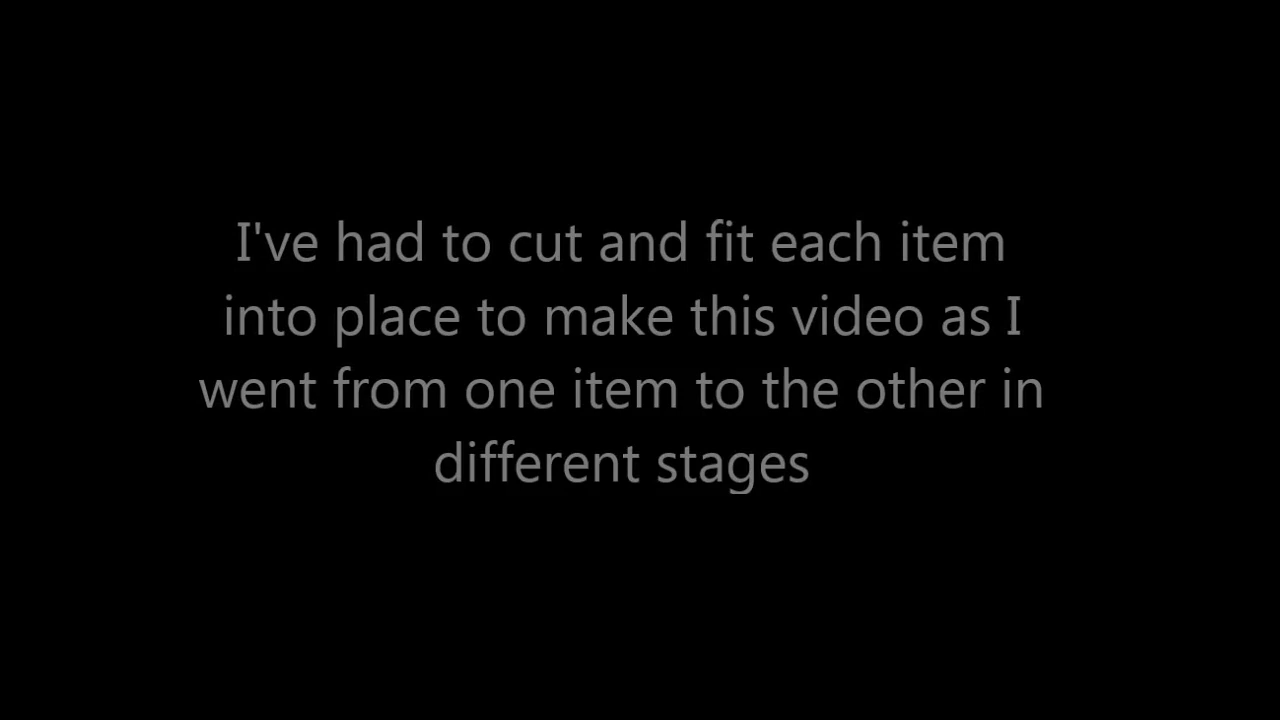 I've had to cut and fit each item
into place to make this video as I
went from one item to the other in
different stages